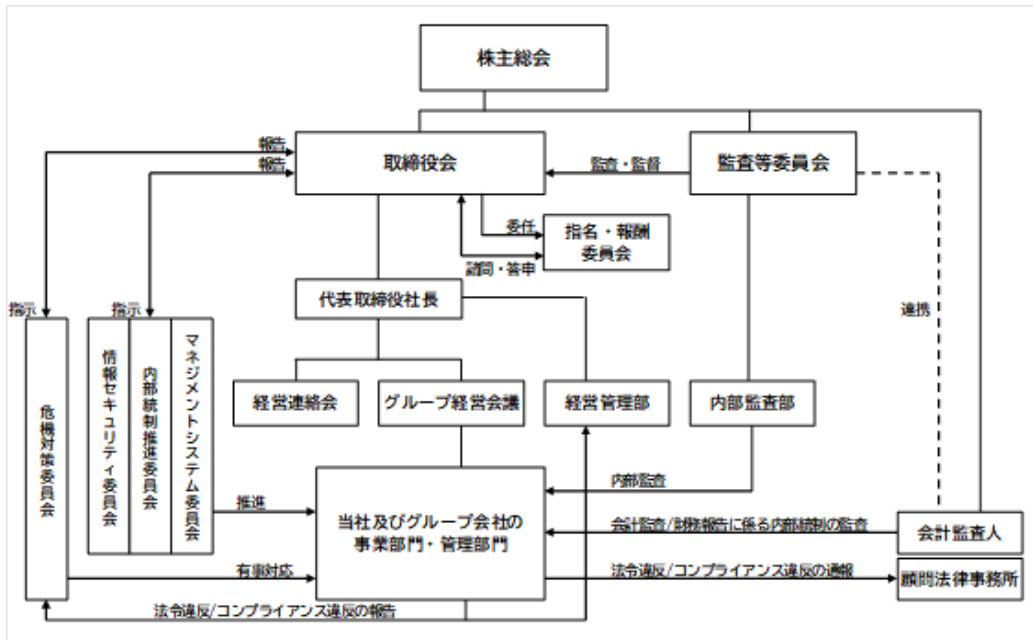 株主総会
報告
報告
取締役会
監査・監督
監査等委員会
委任
指名・報酬
委員会
諮問・答申
代表取締役社長
指示
指示
連携
危機対策委員会
情報セキュリティ委員会
内部統制推進委員会
マネジメントシステム委員会
経営連絡会
グループ経営会議
経営管理部
内部監査部
内部監査
推進
当社及びグループ会社の
事業部門・管理部門
会計監査/財務報告に係る内部統制の監査
会計監査人
有事対応
法令違反/コンプライアンス違反の通報
顧問法律事務所
法令違反/コンプライアンス違反の報告